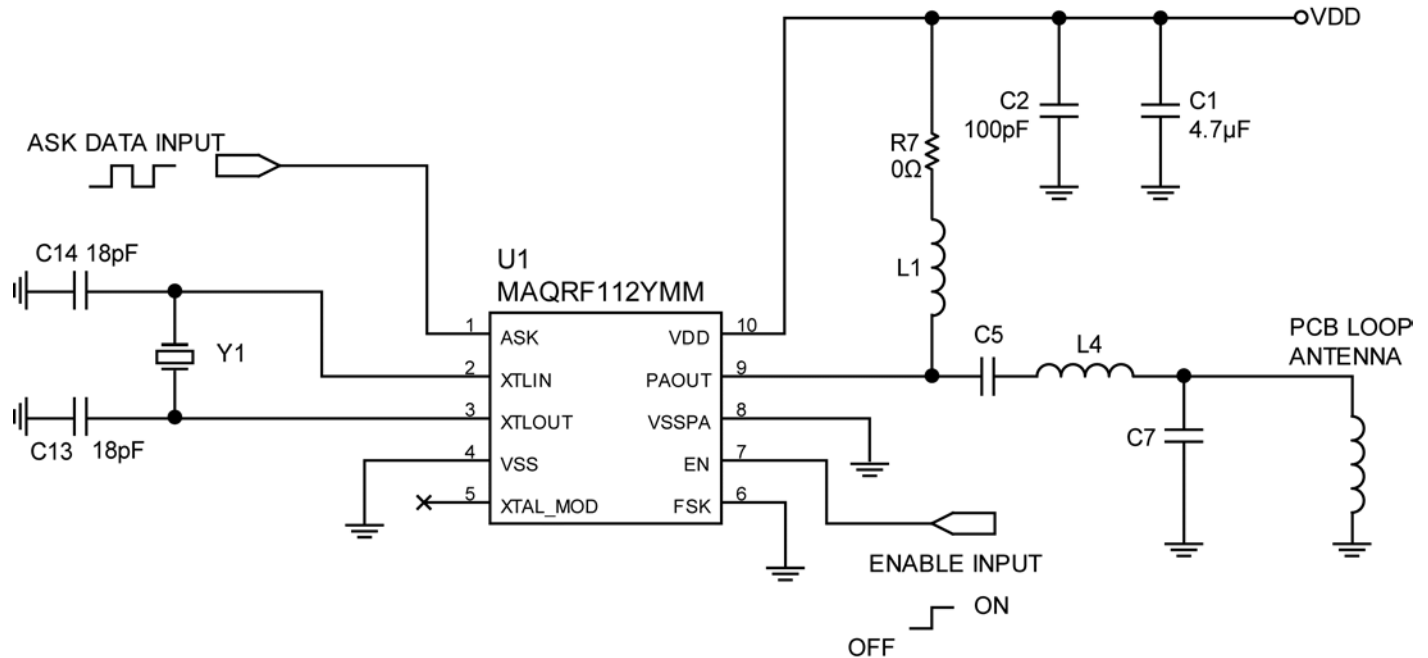 VDD
C2
100pF
C1
4.7µF
ASK DATA INPUT
R7
0Ω
C14 18pF
U1
MAQRF112YMM
L1
Y1
1
ASK
VDD
10
C5
L4
PCB LOOP
ANTENNA
2
XTLIN
PAOUT
9
3
XTLOUT
VSSPA
8
C13
18pF
C7
4
VSS
EN
7
5
XTAL_MOD
FSK
6
ENABLE INPUT
ON
OFF